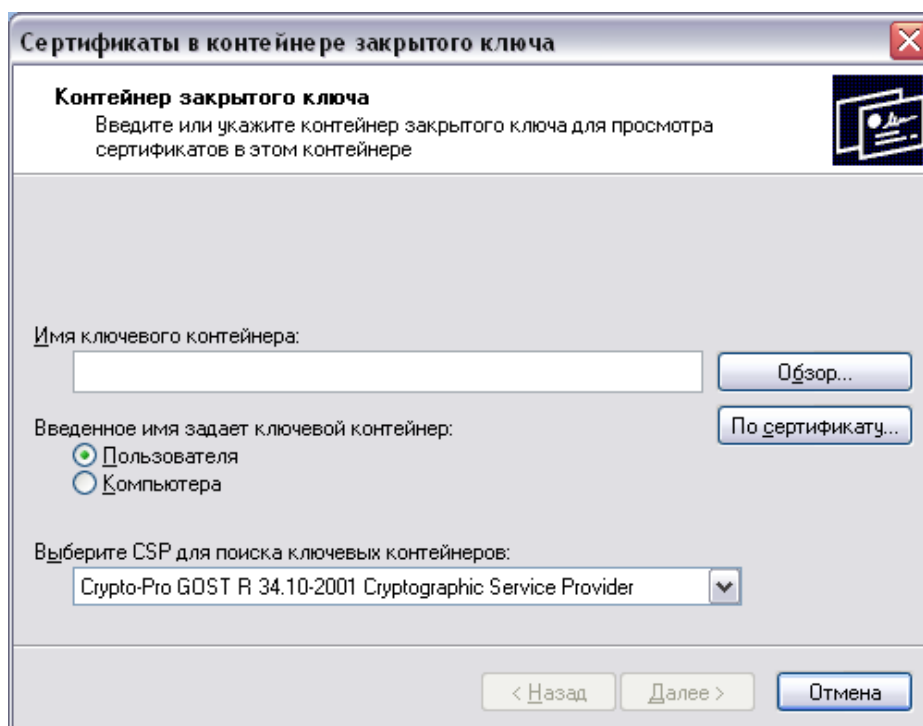 Сертификаты в контейнере закрытого ключа
Контейнер закрытого ключа
Введите или укажите контейнер закрытого ключа для просмотра
сертификатов в этом контейнере
Имя ключевого контейнера:
Обзор...
Введенное имя задает ключевой контейнер:
По сертификату...
Пользователя
Компьютера
Выберите CSP для поиска ключевых контейнеров:
Crypto-Pro GOST R 34.10-2001 Cryptographic Service Provider
< Назад
Далее >
Отмена